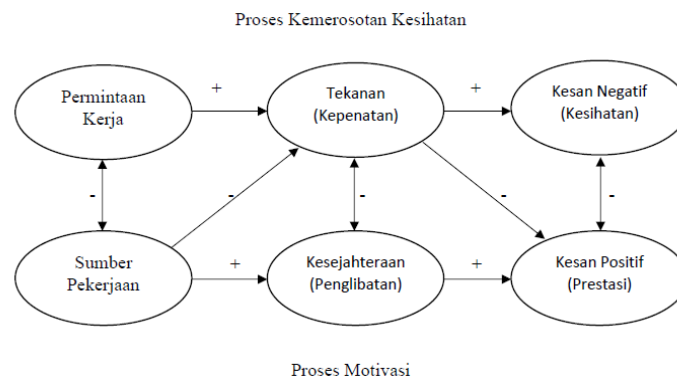 Proses Kemerosotan Kesihatan
Permintaan
Kerja
+
Tekanan
(Kepenatan)
+
Kesan Negatif
(Kesihatan)
-
-
-
-
-
Sumber
Pekerjaan
+
Kesejahteraan
(Penglibatan)
+
Kesan Positif
(Prestasi)
Proses Motivasi